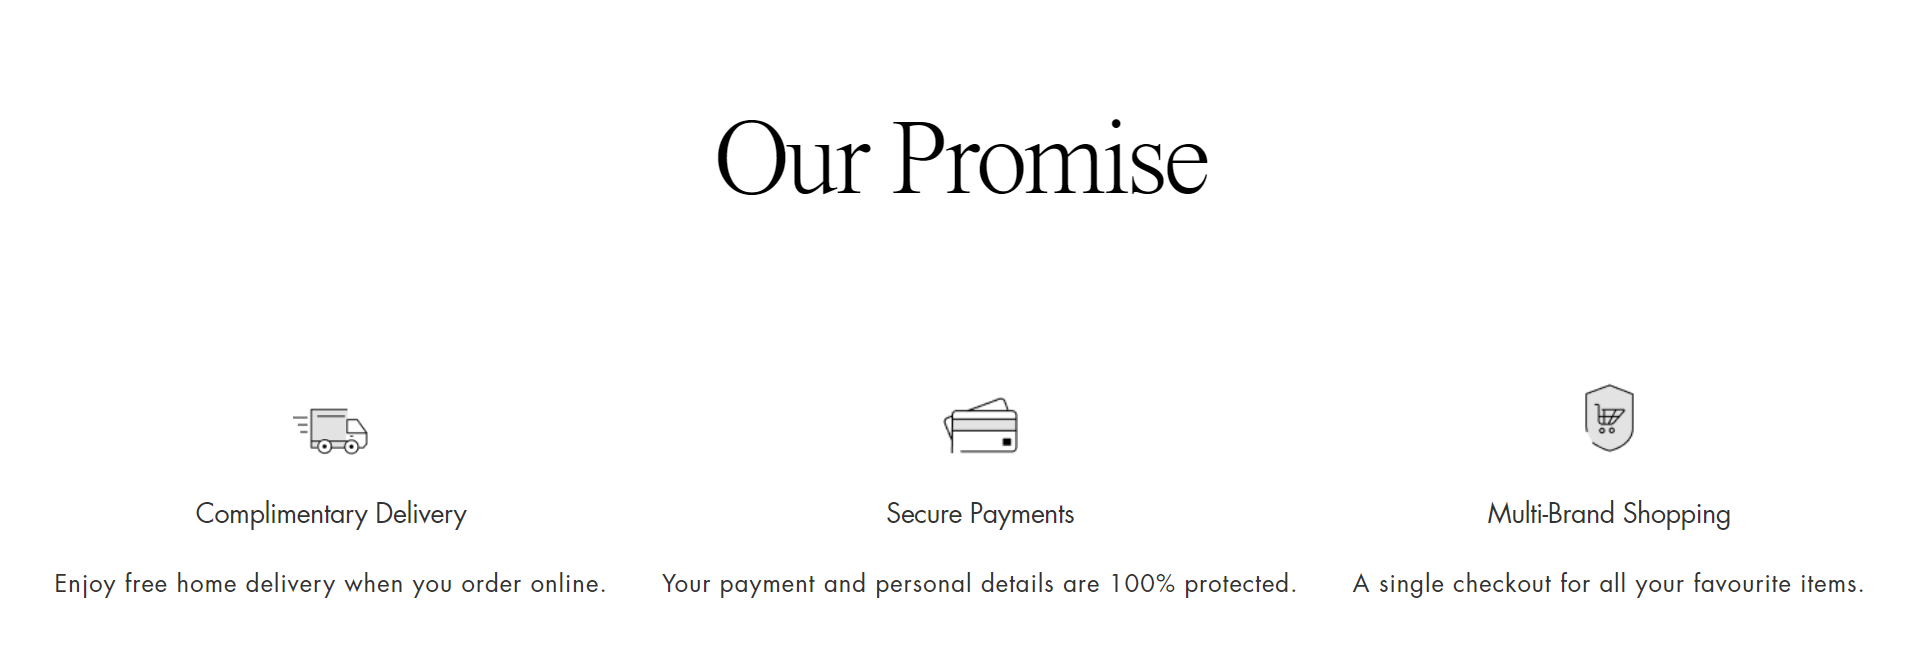 Our Promise
Complimentary Delivery
Enjoy free home delivery when you order online.
Secure Payments
Your payment and personal details are 100% protected.
Multi-Brand Shopping
A single checkout for all your favourite items.